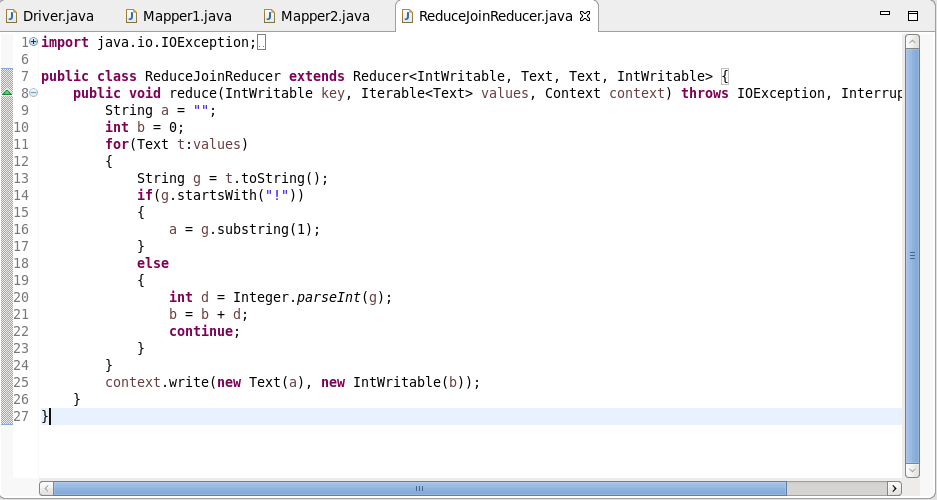 Driver.java Mapper1.java Mapper2.java ReduceJoinReducer.java
1 import java.io.IOException;
6
7 public class ReduceJoinReducer extends Reducer<IntWritable, Text, Text, IntWritable> {
8     public void reduce(IntWritable key, Iterable<Text> values, Context context) throws IOException, Interrup
9         String a = "";
10         int b = 0;
11         for(Text t:values)
12         {
13             String g = t.toString();
14             if(g.startsWith("!"))
15             {
16                 a = g.substring(1);
17             }
18             else
19             {
20                 int d = Integer.parseInt(g);
21                 b = b + d;
22                 continue;
23             }
24         }
25         context.write(new Text(a), new IntWritable(b));
26     }
27 }